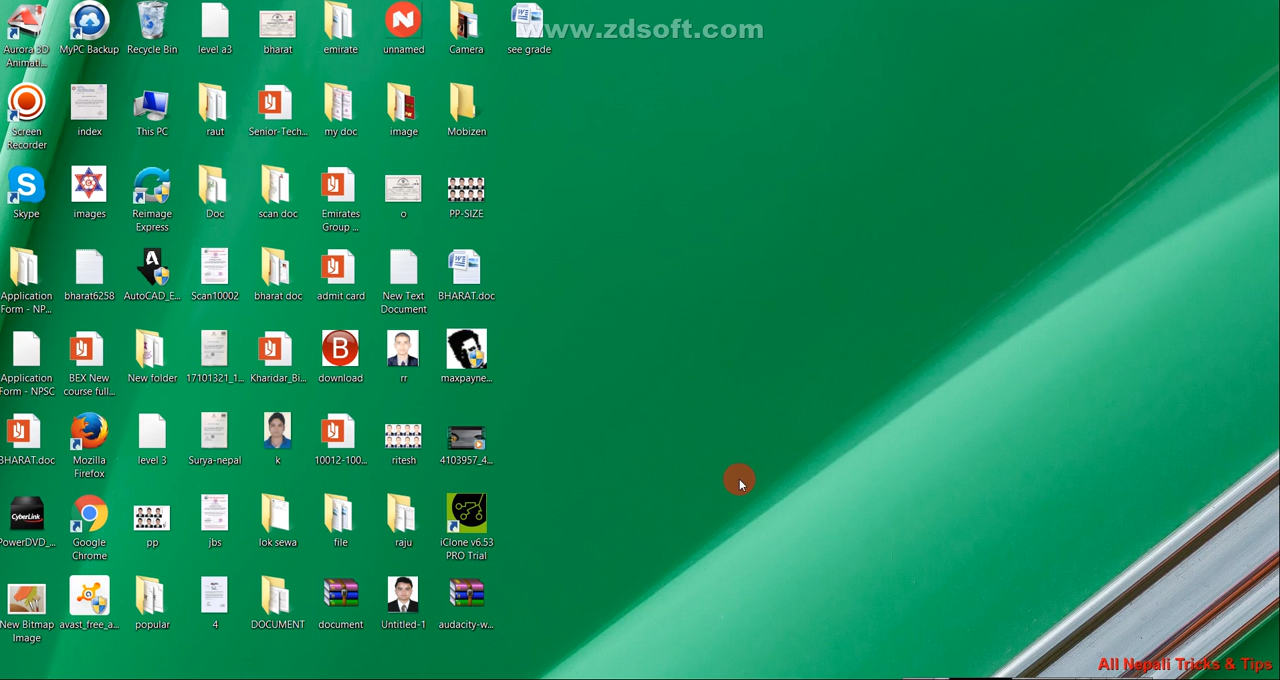 www.zdsoft.com
Aurora 3D
Animati...
MyPC Backup
Recycle Bin
level a3
bharat
emirate
unnamed
Camera
see grade
Screen
Recorder
index
This PC
raut
Senior-Tech...
my doc
image
Mobizen
Skype
images
Reimage
Express
Doc
scan doc
Emirates
Group ...
o
PP-SIZE
Application
Form - NP...
bharat6258
AutoCAD_E...
Scan10002
bharat doc
admit card
New Text
Document
BHARAT.doc
Application
Form - NPSC
BEX New
course full...
New folder
17101321_1...
Kharidar_Bi...
B
download
rr
maxpayne...
BHARAT.doc
Mozilla
Firefox
level 3
Surya-nepal
k
10012-100...
ritesh
4103957_4...
CyberLink
PowerDVD_...
Google
Chrome
pp
jbs
lok sewa
file
raju
iClone v6.53
PRO Trial
New Bitmap
Image
avast_free_a...
popular
4
DOCUMENT
document
Untitled-1
audacity-w...
All Nepali Tricks & Tips